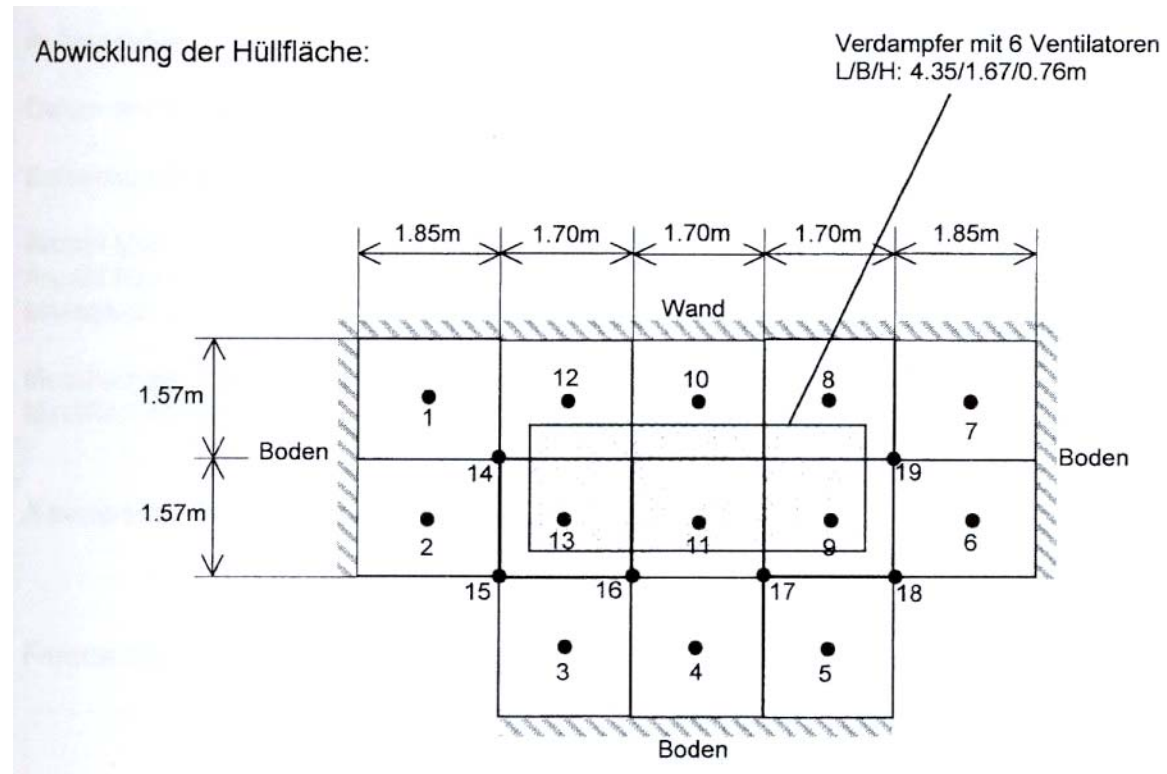 Abwicklung der Hüllfläche:
Verdampfer mit 6 Ventilatoren
L/B/H: 4.35/1.67/0.76m
1.85m 1.70m 1.70m 1.70m 1.85m
Wand
1.57m
1 12 10 8 7
Boden 14 19 Boden
1.57m
2 13 11 9 6
15 16 17 18
3 4 5
Boden